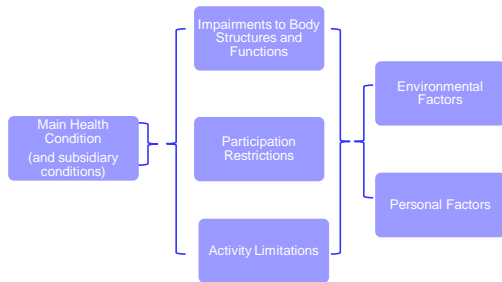 Main Health
Condition
(and subsidiary
conditions)
Impairments to Body
Structures and
Functions
Participation
Restrictions
Activity Limitations
Environmental
Factors
Personal Factors